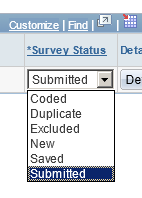 Customize | Find |
*Survey Status Deta
Submitted De
Coded
Duplicate
Excluded
New
Saved
Submitted